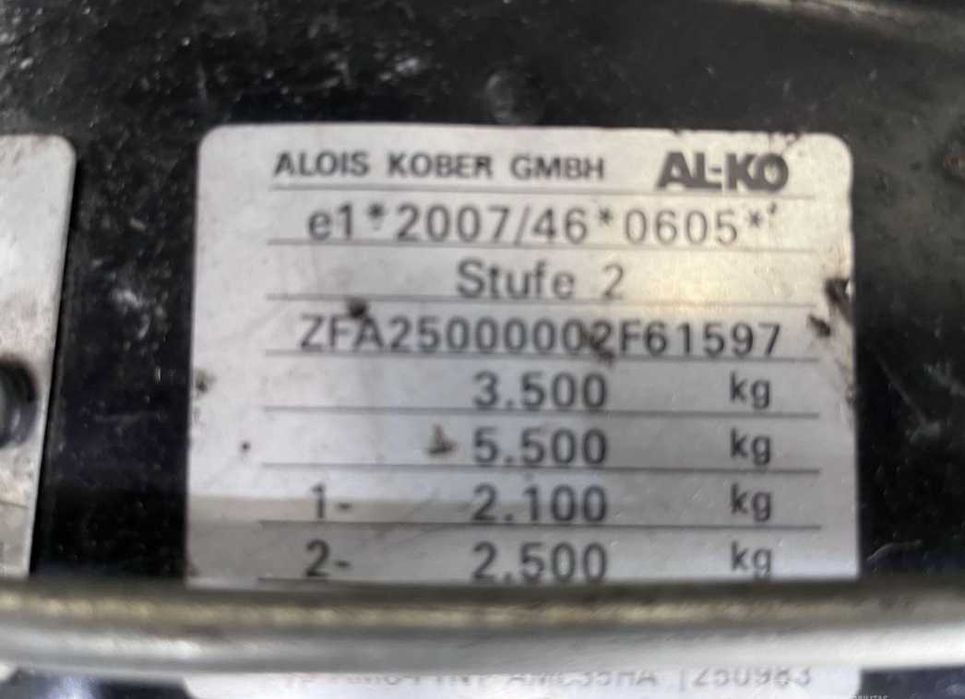 ALOIS KOBER GMBH AL-KO
e1*2007/46*0605*
Stufe 2
ZFA25000002F61597
3.500 kg
5.500 kg
1- 2.100 kg
2- 2.500 kg
250983